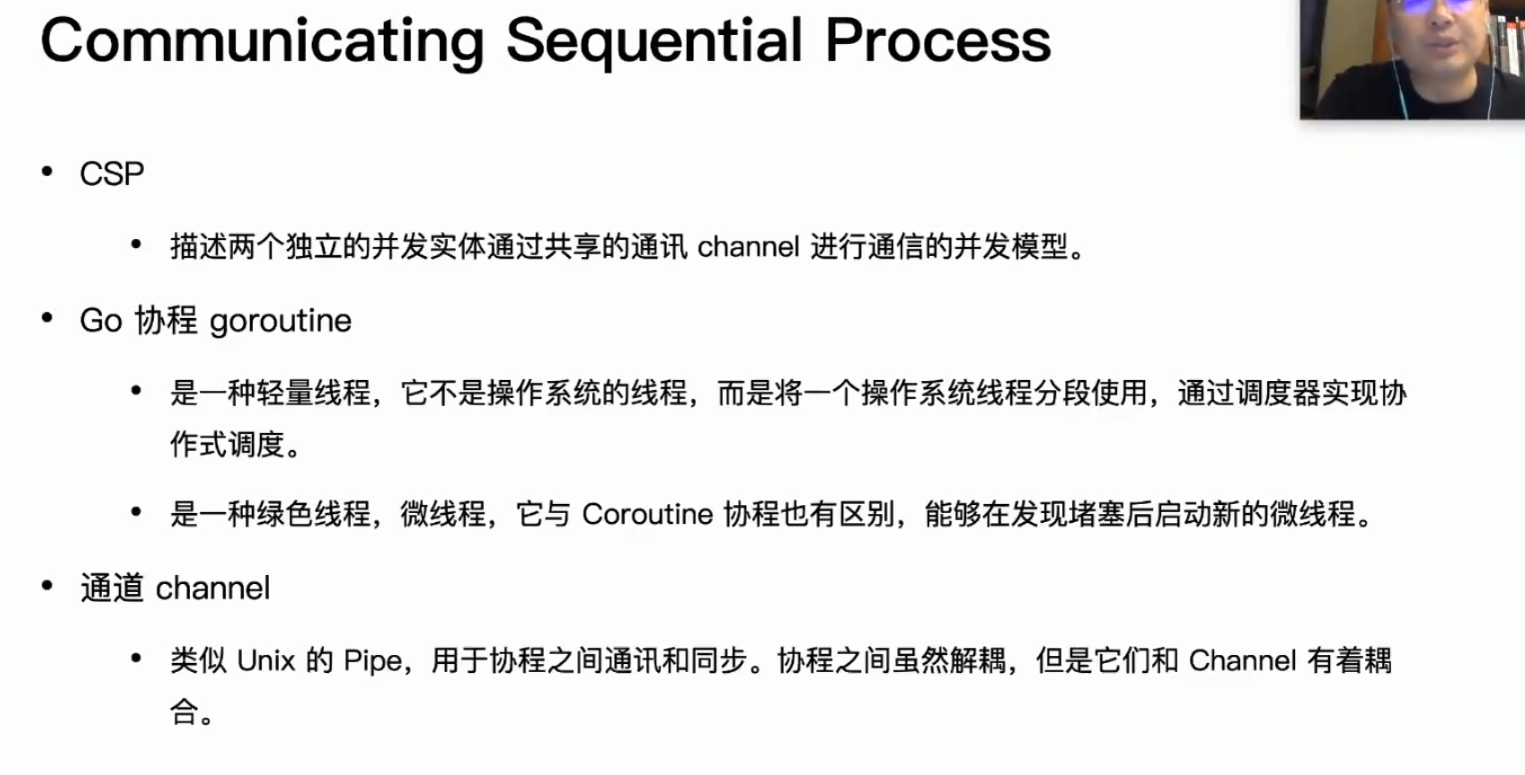 Communicating Sequential Process
• CSP
• 描述两个独立的并发实体通过共享的通讯 channel 进行通信的并发模型。
• Go 协程 goroutine
• 是一种轻量线程，它不是操作系统的线程，而是将一个操作系统线程分段使用，通过调度器实现协
作式调度。
• 是一种绿色线程，微线程，它与 Coroutine 协程也有区别，能够在发现堵塞后启动新的微线程。
• 通道 channel
• 类似 Unix 的 Pipe，用于协程之间通讯和同步。协程之间虽然解耦，但是它们和 Channel 有着耦
合。